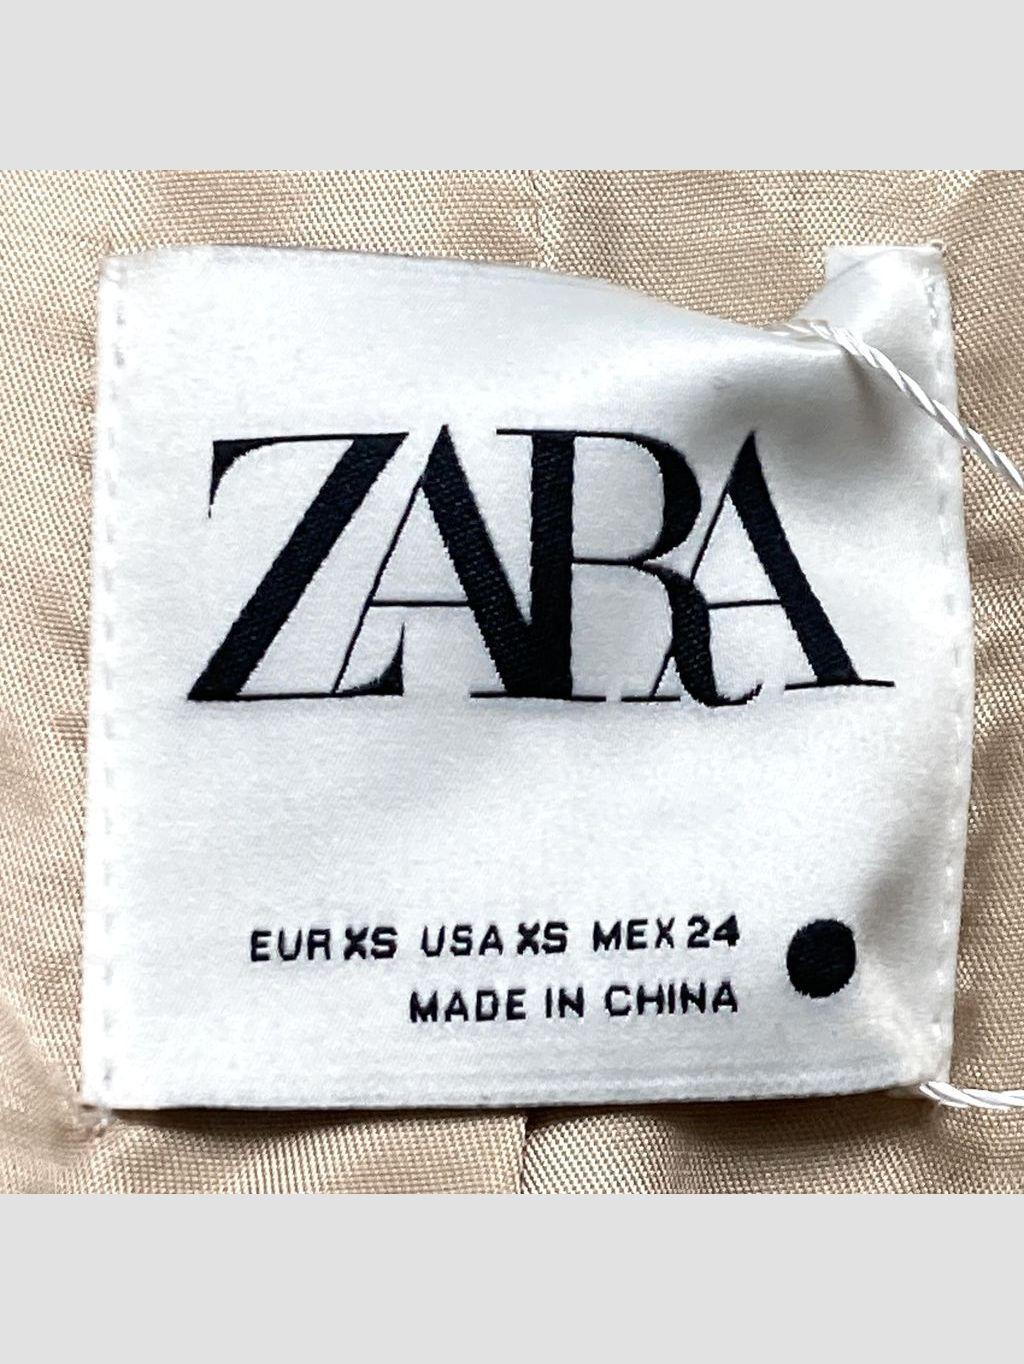 ZARA
EUR XS USA XS MEX 24
MADE IN CHINA